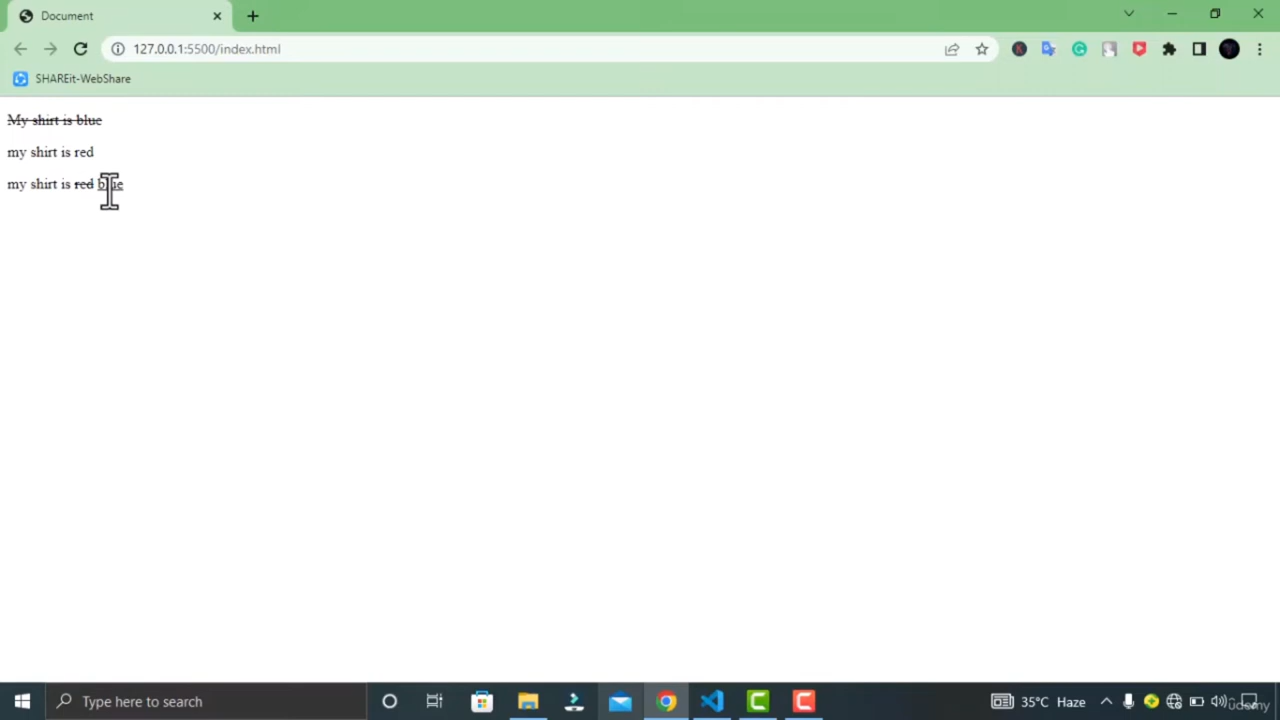 Document
127.0.0.1:5500/index.html
SHAREit-WebShare
My shirt is blue
my shirt is red
my shirt is red blue
Type here to search
35°C Haze
ûdemy